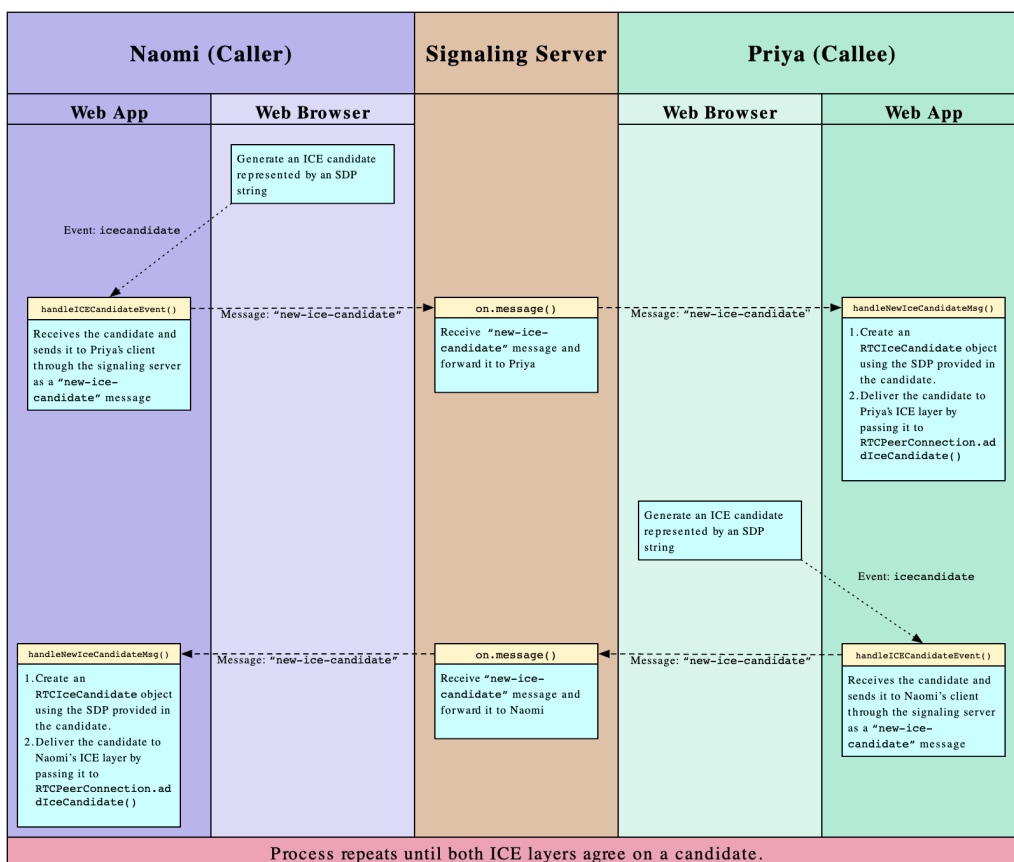 Naomi (Caller)
Signaling Server
Priya (Callee)
Web App
Web Browser
Web Browser
Web App
Generate an ICE candidate
represented by an SDP
string
Event: icecandidate
handleICECandidateEvent()
Receives the candidate and
sends it to Priya's client
through the signaling server
as a "new-ice-
candidate" message
Message: "new-ice-candidate"
on.message()
Receive "new-ice-
candidate" message and
forward it to Priya
Message: "new-ice-candidate"
handleNewIceCandidateMsg()
1. Create an
RTCIceCandidate object
using the SDP provided in
the candidate.
2. Deliver the candidate to
Priya's ICE layer by
passing it to
RTCPeerConnection.ad
dIceCandidate()
Generate an ICE candidate
represented by an SDP
string
Event: icecandidate
handleICECandidateEvent()
Receives the candidate and
sends it to Naomi's client
through the signaling server
as a "new-ice-
candidate" message
Message: "new-ice-candidate"
on.message()
Receive "new-ice-
candidate" message and
forward it to Naomi
Message: "new-ice-candidate"
handleNewIceCandidateMsg()
1. Create an
RTCIceCandidate object
using the SDP provided in
the candidate.
2. Deliver the candidate to
Naomi's ICE layer by
passing it to
RTCPeerConnection.ad
dIceCandidate()
Process repeats until both ICE layers agree on a candidate.